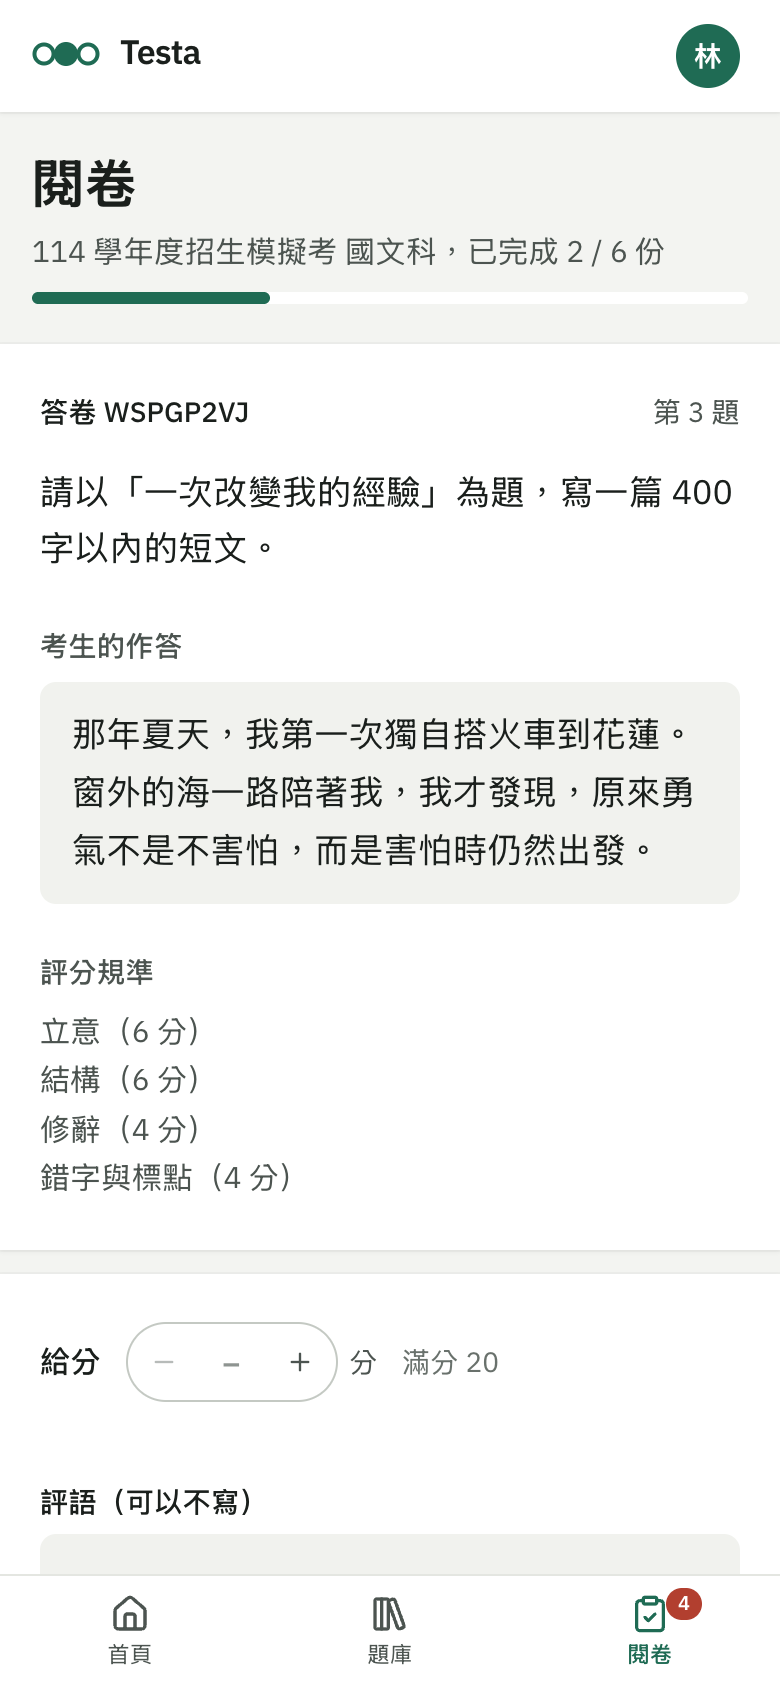 Testa
林
閱卷
114 學年度招生模擬考 國文科，已完成 2 / 6 份
答卷 WSPGP2VJ
第 3 題
請以「一次改變我的經驗」為題，寫一篇 400
字以內的短文。
考生的作答
那年夏天，我第一次獨自搭火車到花蓮。
窗外的海一路陪著我，我才發現，原來勇
氣不是不害怕，而是害怕時仍然出發。
評分規準
立意（6 分）
結構（6 分）
修辭（4 分）
錯字與標點（4 分）
給分 − – + 分 滿分 20
評語（可以不寫）
4
首頁 題庫 閱卷